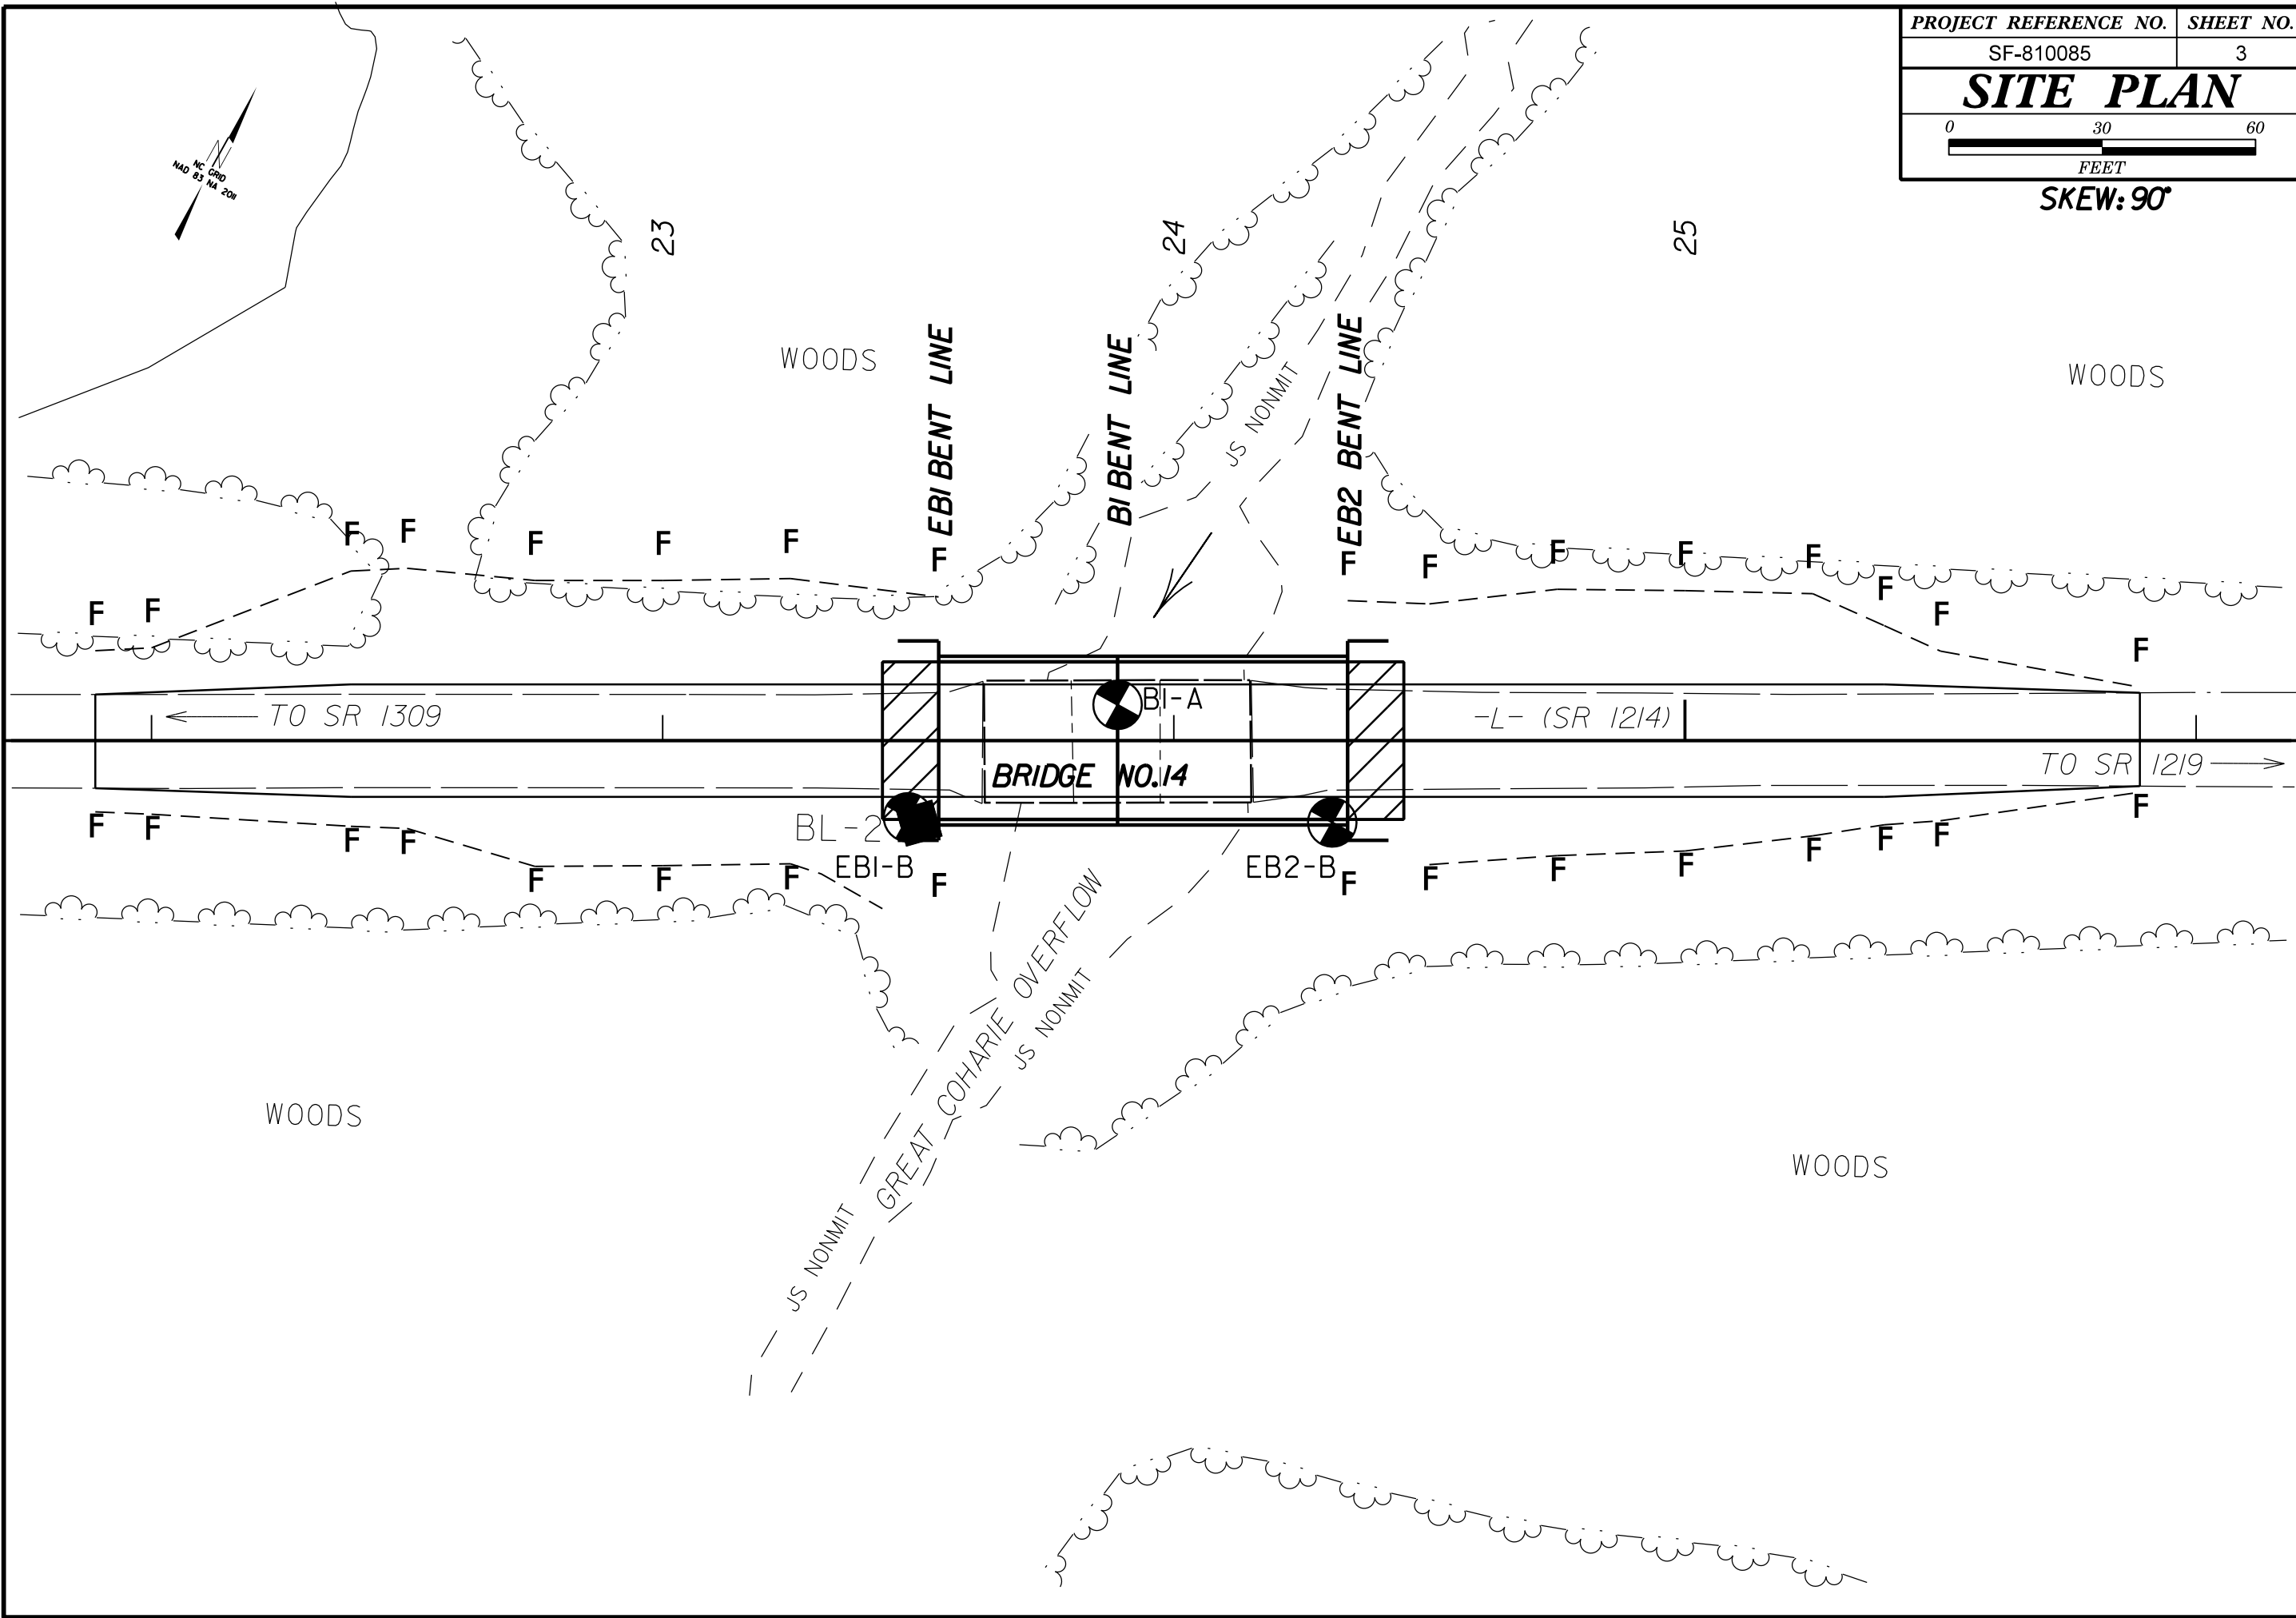 PROJECT REFERENCE NO. SHEET NO.
SF-810085 3
SITE PLAN
0 30 60
FEET
SKEW: 90°
NC GRID
NAD 83 NA 2011
23
24
25
WOODS
WOODS
EB1 BENT LINE
B1 BENT LINE
EB2 BENT LINE
JS NONMIT
F F F F F F F F F F F F F
F F F
B1-A
TO SR 1309
-L- (SR 1214)
BRIDGE NO.14
TO SR 1219
BL-2
EB1-B
EB2-B
F F F F F F F F F F F F F F F F
GREAT COHARIE OVERFLOW
JS NONMIT
WOODS
WOODS
JS NONMIT